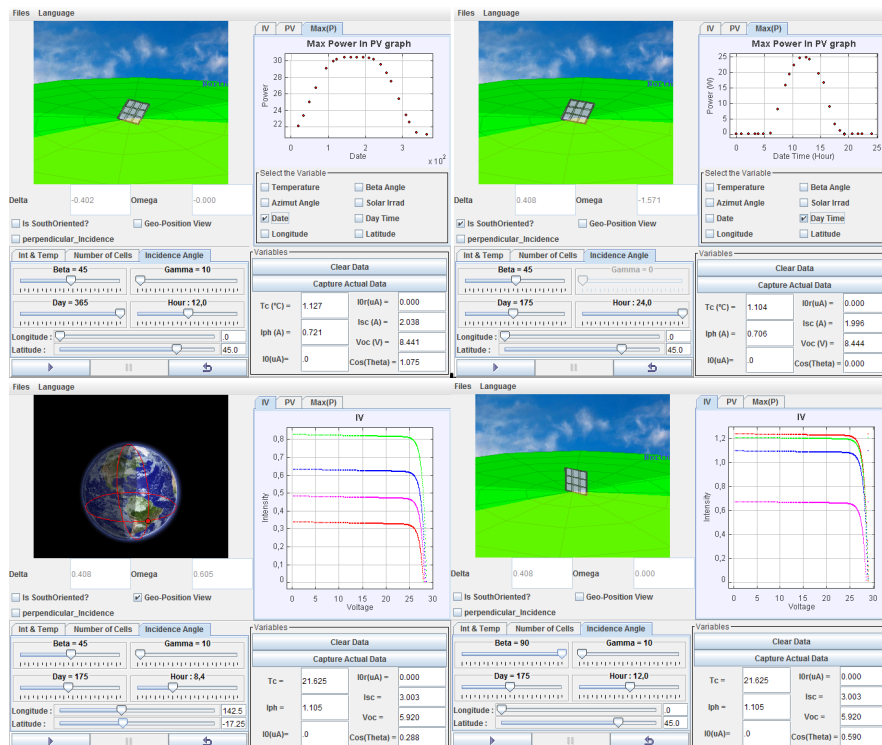 Files Language
IV PV Max(P)
Max Power In PV graph
North
Power
30
28
26
24
22
0 1 2 3 4
Date
x 10²
Select the Variable
Temperature Beta Angle
Azimut Angle Solar Irrad
Date Day Time
Longitude Latitude
Delta -0.402 Omega -0.000
Is SouthOriented? Geo-Position View
perpendicular_Incidence
Int & Temp Number of Cells Incidence Angle
Beta = 45 Gamma = 10
Day = 365 Hour : 12,0
Longitude : .0
Latitude : 45.0
Variables
Clear Data
Capture Actual Data
Tc (ºC) = 1.127 I0r(uA) = 0.000
Isc (A) = 2.038
Iph (A) = 0.721
Voc (V) = 8.441
I0(uA)= .0 Cos(Theta) = 1.075
Files Language
IV PV Max(P)
Max Power In PV graph
North
Power (W)
25
20
15
10
5
0
0 5 10 15 20 25
Date Time (Hour)
Select the Variable
Temperature Beta Angle
Azimut Angle Solar Irrad
Date Day Time
Longitude Latitude
Delta 0.408 Omega -1.571
Is SouthOriented? Geo-Position View
perpendicular_Incidence
Int & Temp Number of Cells Incidence Angle
Beta = 45 Gamma = 0
Day = 175 Hour : 24,0
Longitude : .0
Latitude : 45.0
Variables
Clear Data
Capture Actual Data
Tc (ºC) = 1.104 I0r(uA) = 0.000
Isc (A) = 1.996
Iph (A) = 0.706
Voc (V) = 8.444
I0(uA)= .0 Cos(Theta) = 0.000
Files Language
IV PV Max(P)
IV
Intensity
0,8
0,7
0,6
0,5
0,4
0,3
0,2
0,1
0
0 5 10 15 20 25 30
Voltage
Delta 0.408 Omega 0.605
Is SouthOriented? Geo-Position View
perpendicular_Incidence
Int & Temp Number of Cells Incidence Angle
Beta = 45 Gamma = 10
Day = 175 Hour : 8,4
Longitude : 142.5
Latitude : -17.25
Variables
Clear Data
Capture Actual Data
Tc = 21.625 I0r(uA) = 0.000
Isc = 3.003
Iph = 1.105
Voc = 5.920
I0(uA)= .0 Cos(Theta) = 0.288
Files Language
IV PV Max(P)
IV
North
Intensity
1,2
1,0
0,8
0,6
0,4
0,2
0
0 5 10 15 20 25 30
Voltage
Delta 0.408 Omega 0.000
Is SouthOriented? Geo-Position View
perpendicular_Incidence
Int & Temp Number of Cells Incidence Angle
Beta = 90 Gamma = 10
Day = 175 Hour : 12,0
Longitude : .0
Latitude : 45.0
Variables
Clear Data
Capture Actual Data
Tc = 21.625 I0r(uA) = 0.000
Isc = 3.003
Iph = 1.105
Voc = 5.920
I0(uA)= .0 Cos(Theta) = 0.590